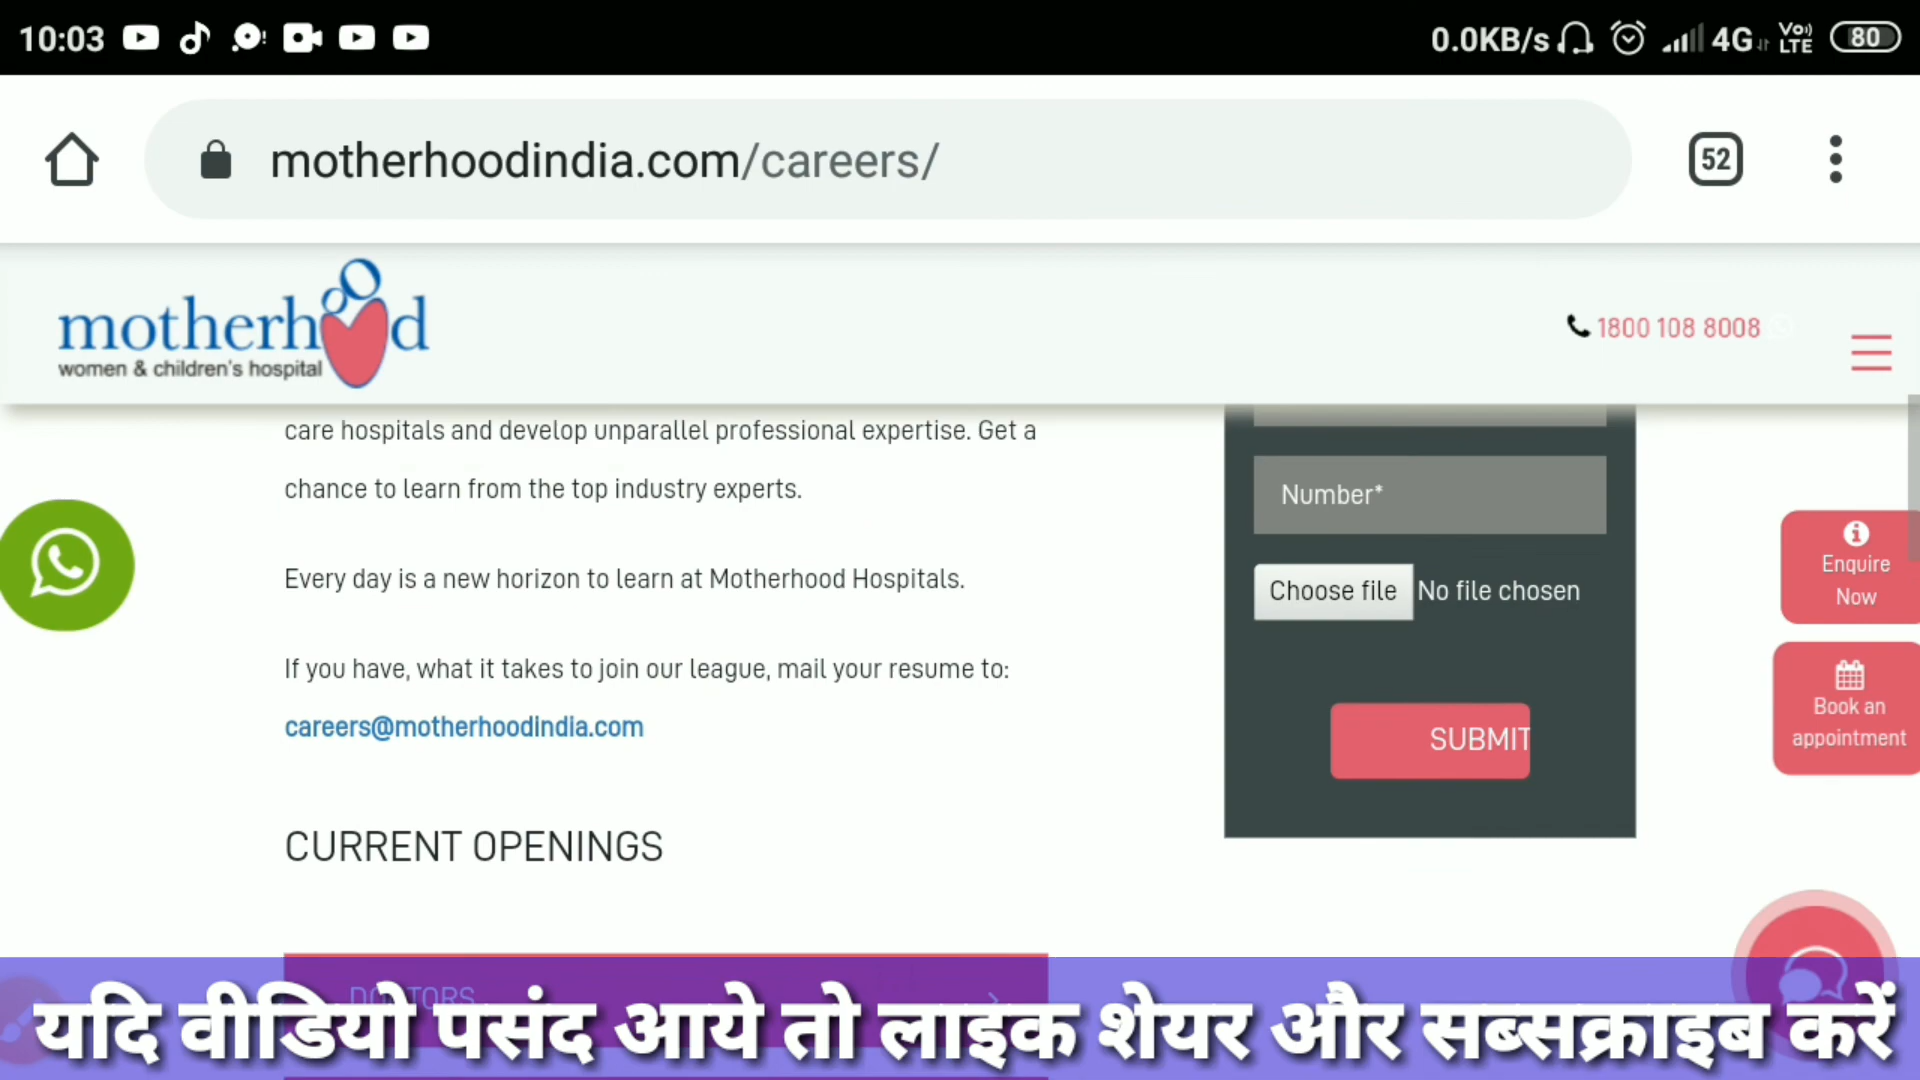 10:03
0.0KB/s 4G VoLTE 80
motherhoodindia.com/careers/
52
motherhood
women & children's hospital
1800 108 8008
care hospitals and develop unparallel professional expertise. Get a
chance to learn from the top industry experts.
Every day is a new horizon to learn at Motherhood Hospitals.
If you have, what it takes to join our league, mail your resume to:
careers@motherhoodindia.com
CURRENT OPENINGS
DOCTORS
Number*
Choose file No file chosen
SUBMIT
Enquire
Now
Book an
appointment
यदि वीडियो पसंद आये तो लाइक शेयर और सब्सक्राइब करें